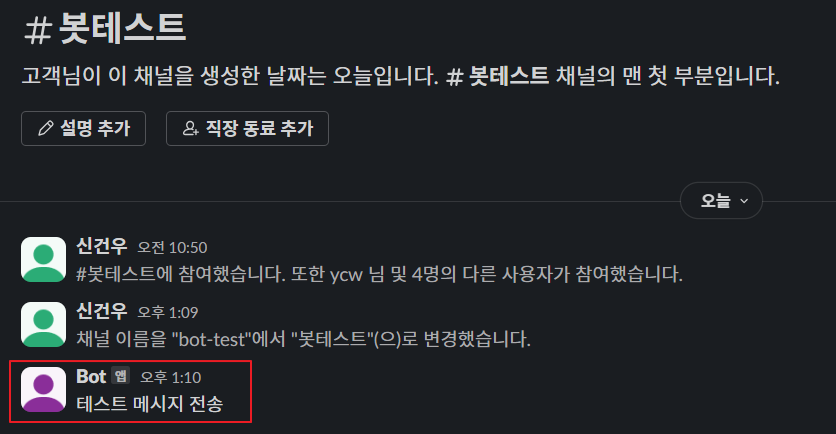 #봇테스트
고객님이 이 채널을 생성한 날짜는 오늘입니다. # 봇테스트 채널의 맨 첫 부분입니다.
설명 추가 직장 동료 추가
오늘
신건우 오전 10:50
#봇테스트에 참여했습니다. 또한 ycw 님 및 4명의 다른 사용자가 참여했습니다.
신건우 오후 1:09
채널 이름을 "bot-test"에서 "봇테스트"(으)로 변경했습니다.
Bot 앱 오후 1:10
테스트 메시지 전송